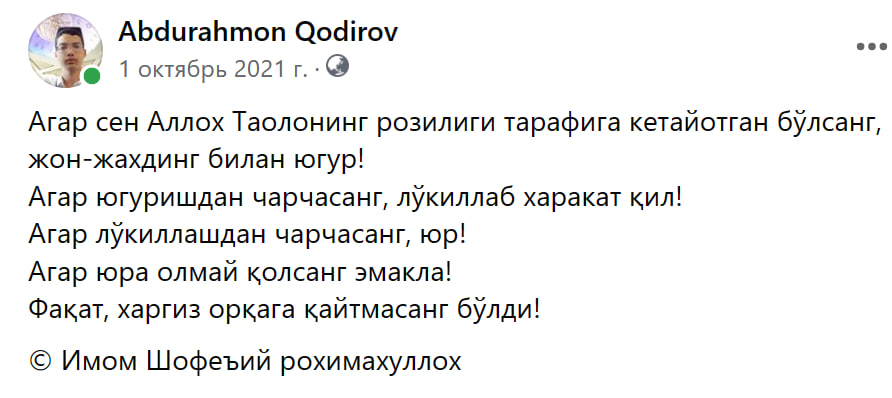 Abdurahmon Qodirov
1 октябрь 2021 г. ·
Агар сен Аллох Таолонинг розилиги тарафига кетайотган бўлсанг,
жон-жахдинг билан югур!
Агар югуришдан чарчасанг, лўкиллаб харакат қил!
Агар лўкиллашдан чарчасанг, юр!
Агар юра олмай қолсанг эмакла!
Фақат, харгиз орқага қайтмасанг бўлди!
© Имом Шофеъий рохимахуллох